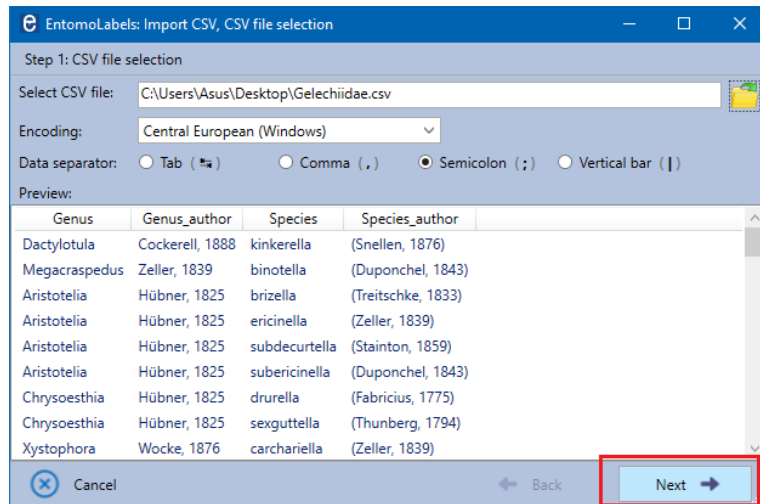 e EntomoLabels: Import CSV, CSV file selection
Step 1: CSV file selection
Select CSV file: C:\Users\Asus\Desktop\Gelechiidae.csv
Encoding: Central European (Windows)
Data separator: Tab ( ↹ ) Comma ( , ) Semicolon ( ; ) Vertical bar ( | )
Preview:
Genus Genus_author Species Species_author
Dactylotula Cockerell, 1888 kinkerella (Snellen, 1876)
Megacraspedus Zeller, 1839 binotella (Duponchel, 1843)
Aristotelia Hübner, 1825 brizella (Treitschke, 1833)
Aristotelia Hübner, 1825 ericinella (Zeller, 1839)
Aristotelia Hübner, 1825 subdecurtella (Stainton, 1859)
Aristotelia Hübner, 1825 subericinella (Duponchel, 1843)
Chrysoesthia Hübner, 1825 drurella (Fabricius, 1775)
Chrysoesthia Hübner, 1825 sexguttella (Thunberg, 1794)
Xystophora Wocke, 1876 carchariella (Zeller, 1839)
Cancel Back Next